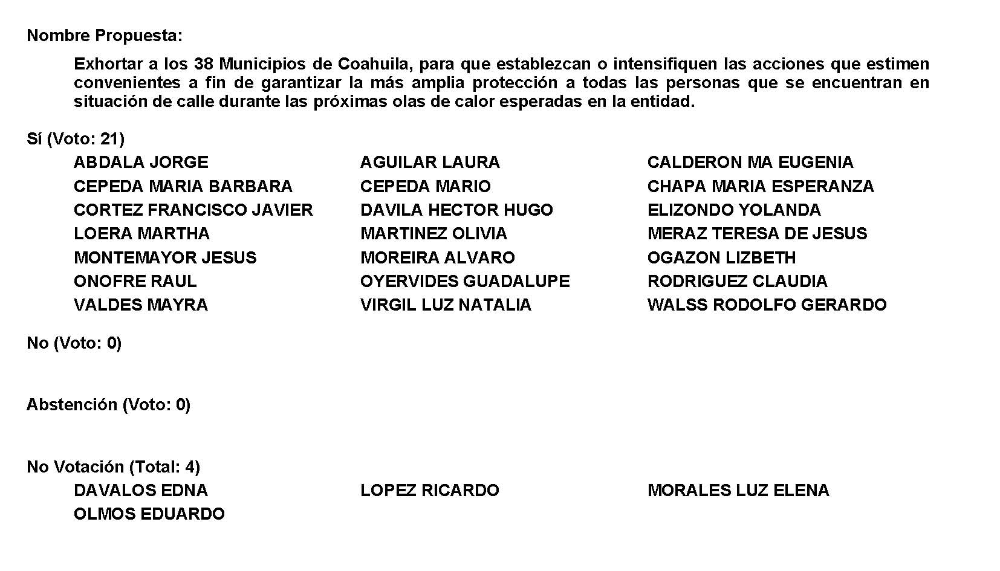 Nombre Propuesta:
Exhortar a los 38 Municipios de Coahuila, para que establezcan o intensifiquen las acciones que estimen
convenientes a fin de garantizar la más amplia protección a todas las personas que se encuentran en
situación de calle durante las próximas olas de calor esperadas en la entidad.
Sí (Voto: 21)
ABDALA JORGE AGUILAR LAURA CALDERON MA EUGENIA
CEPEDA MARIA BARBARA CEPEDA MARIO CHAPA MARIA ESPERANZA
CORTEZ FRANCISCO JAVIER DAVILA HECTOR HUGO ELIZONDO YOLANDA
LOERA MARTHA MARTINEZ OLIVIA MERAZ TERESA DE JESUS
MONTEMAYOR JESUS MOREIRA ALVARO OGAZON LIZBETH
ONOFRE RAUL OYERVIDES GUADALUPE RODRIGUEZ CLAUDIA
VALDES MAYRA VIRGIL LUZ NATALIA WALSS RODOLFO GERARDO
No (Voto: 0)
Abstención (Voto: 0)
No Votación (Total: 4)
DAVALOS EDNA LOPEZ RICARDO MORALES LUZ ELENA
OLMOS EDUARDO